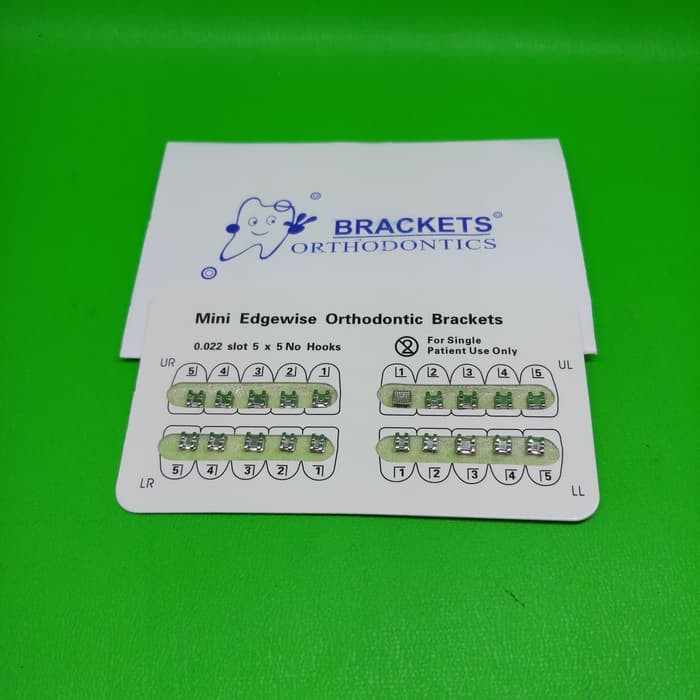 BRACKETS
ORTHODONTICS
Mini Edgewise Orthodontic Brackets
0.022 slot 5 x 5 No Hooks
For Single
Patient Use Only
UR
5 4 3 2 1
1 2 3 4 5
UL
LR
5 4 3 2 1
1 2 3 4 5
LL